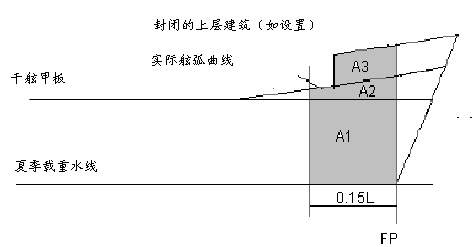 封闭的上层建筑（如设置）
实际舷弧曲线
干舷甲板
A3
A2
A1
夏季载重水线
0.15L
FP